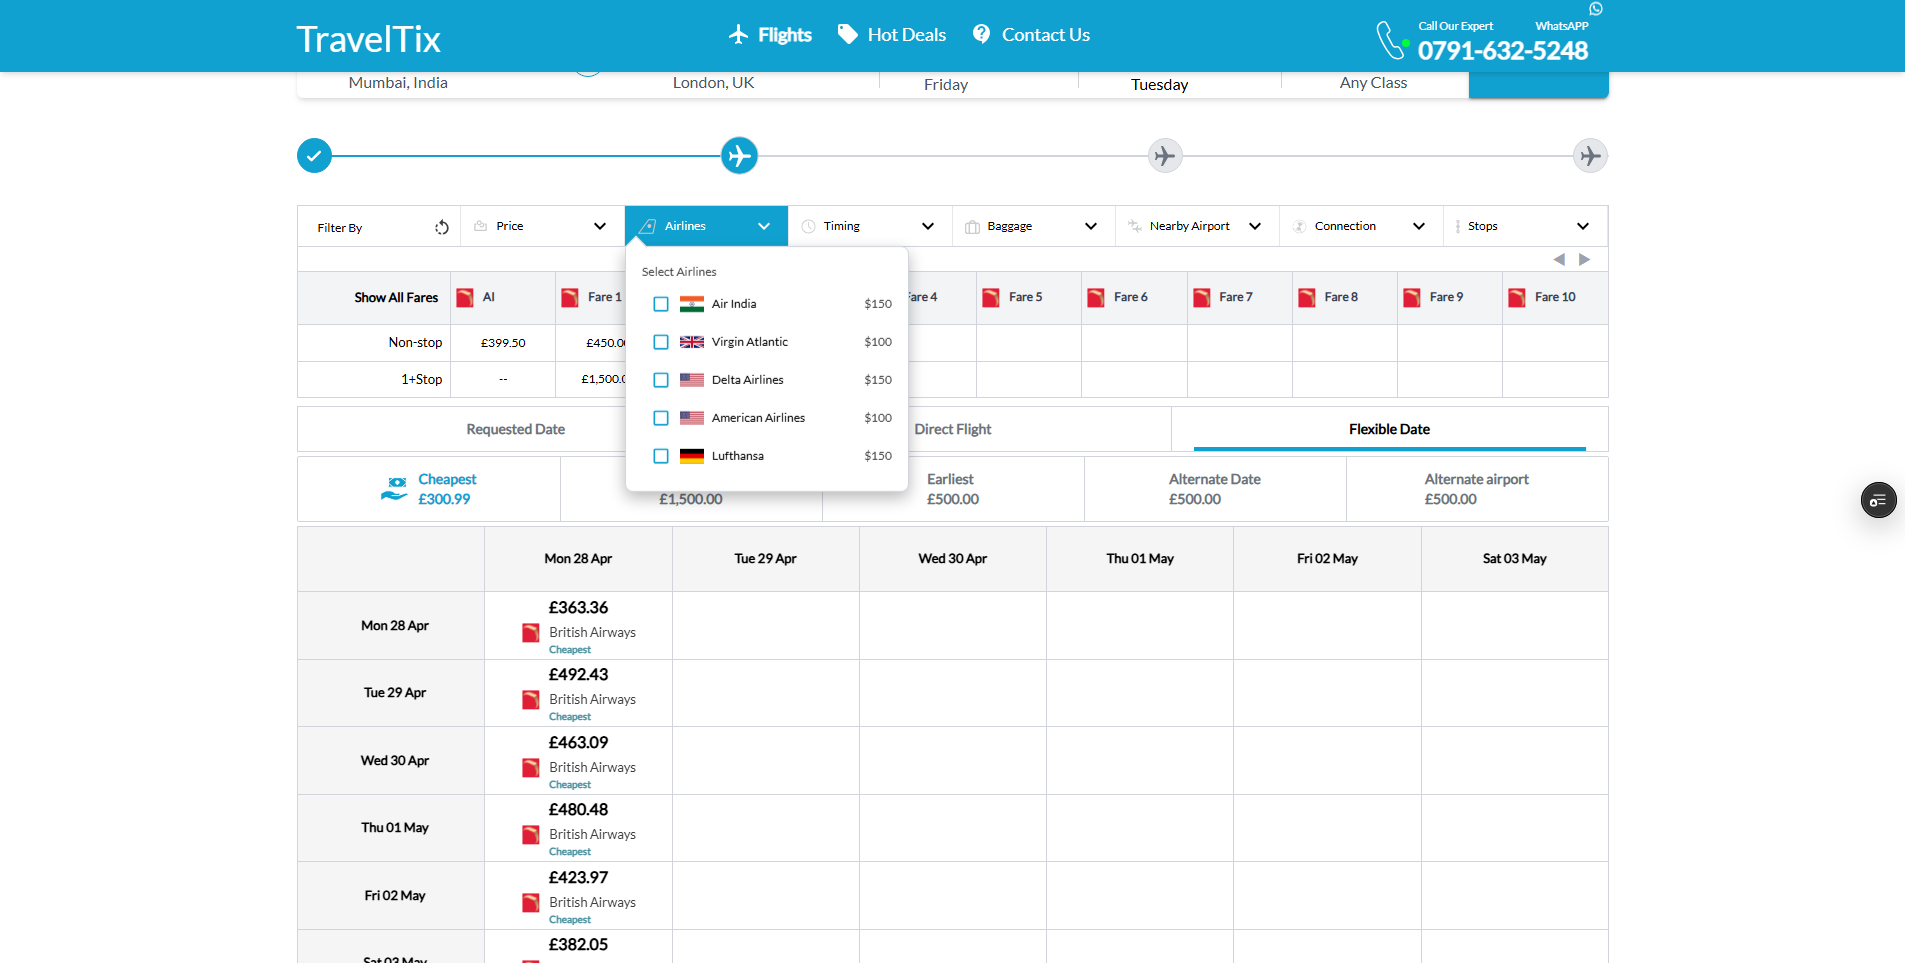 TravelTix
Flights
Hot Deals
Contact Us
Call Our Expert
WhatsAPP
0791-632-5248
Mumbai, India
London, UK
Friday
Tuesday
Any Class
Filter By
Price
Airlines
Timing
Baggage
Nearby Airport
Connection
Stops
Select Airlines
Air India $150
Virgin Atlantic $100
Delta Airlines $150
American Airlines $100
Lufthansa $150
Show All Fares
AI
Fare 1
Fare 4
Fare 5
Fare 6
Fare 7
Fare 8
Fare 9
Fare 10
Non-stop £399.50 £450.0
1+Stop -- £1,500.0
Requested Date
Direct Flight
Flexible Date
Cheapest
£300.99
£1,500.00
Earliest
£500.00
Alternate Date
£500.00
Alternate airport
£500.00
Mon 28 Apr
Tue 29 Apr
Wed 30 Apr
Thu 01 May
Fri 02 May
Sat 03 May
Mon 28 Apr
£363.36
British Airways
Cheapest
Tue 29 Apr
£492.43
British Airways
Cheapest
Wed 30 Apr
£463.09
British Airways
Cheapest
Thu 01 May
£480.48
British Airways
Cheapest
Fri 02 May
£423.97
British Airways
Cheapest
Sat 03 May
£382.05